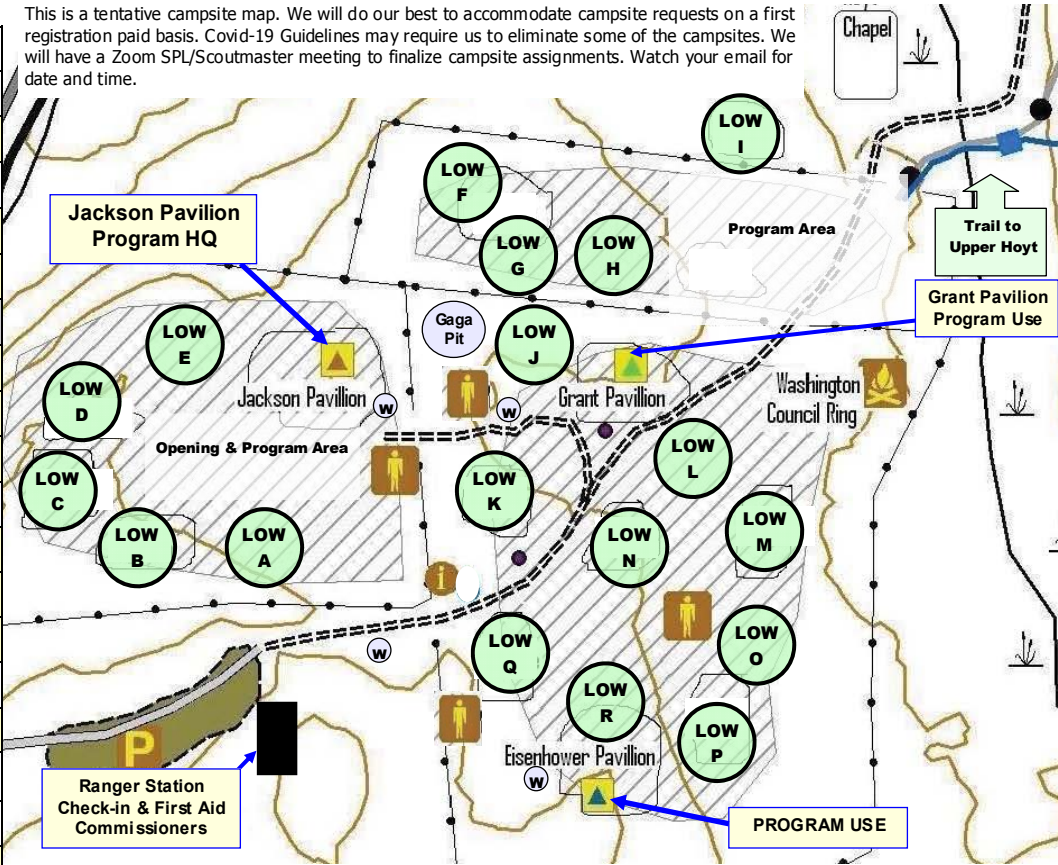 This is a tentative campsite map. We will do our best to accommodate campsite requests on a first
registration paid basis. Covid-19 Guidelines may require us to eliminate some of the campsites. We
will have a Zoom SPL/Scoutmaster meeting to finalize campsite assignments. Watch your email for
date and time.
Chapel
LOW
I
LOW
F
Jackson Pavilion
Program HQ
LOW
G
LOW
H
Program Area
Trail to
Upper Hoyt
Grant Pavilion
Program Use
Gaga
Pit
LOW
E
LOW
J
Jackson Pavillion
Grant Pavillion
Washington
Council Ring
LOW
D
W
W
Opening & Program Area
LOW
L
LOW
C
LOW
K
LOW
B
LOW
A
LOW
N
LOW
M
i
LOW
Q
W
LOW
O
LOW
R
LOW
P
P
Eisenhower Pavillion
W
Ranger Station
Check-in & First Aid
Commissioners
PROGRAM USE